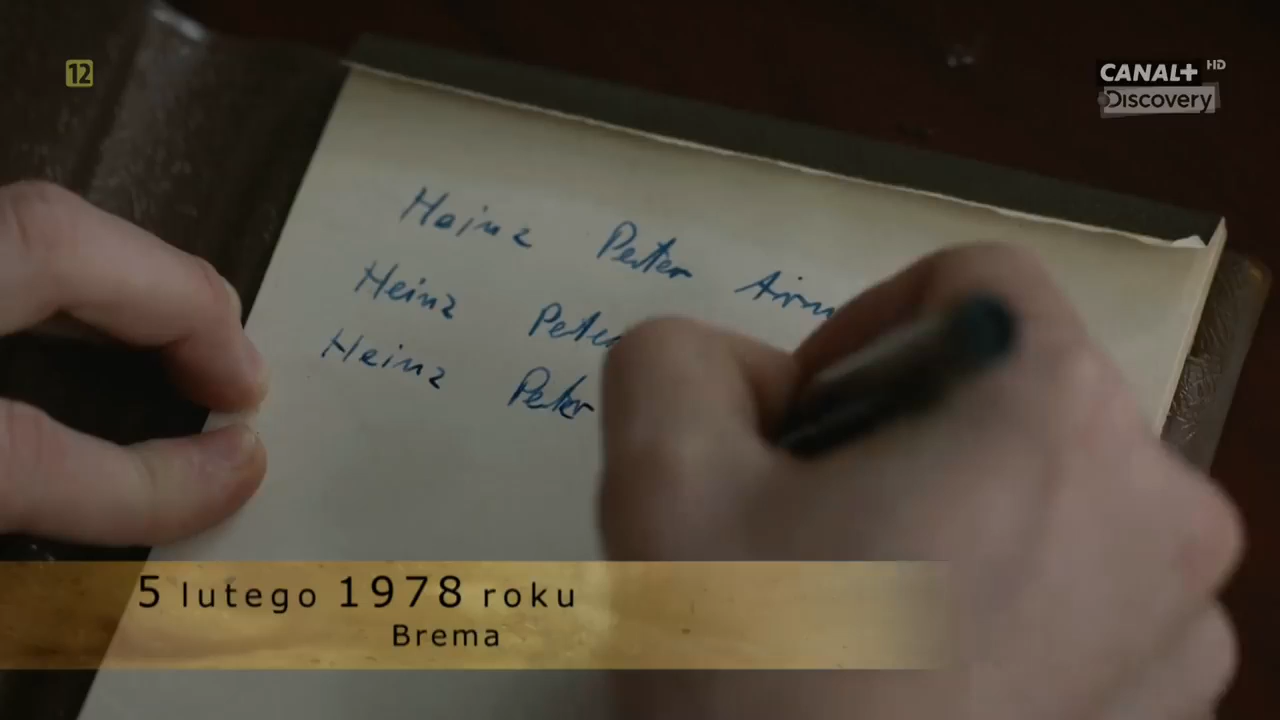 12
CANAL+ HD
Discovery
Heinz Peter
Heinz Peter
Heinz Peter
5 lutego 1978 roku
Brema